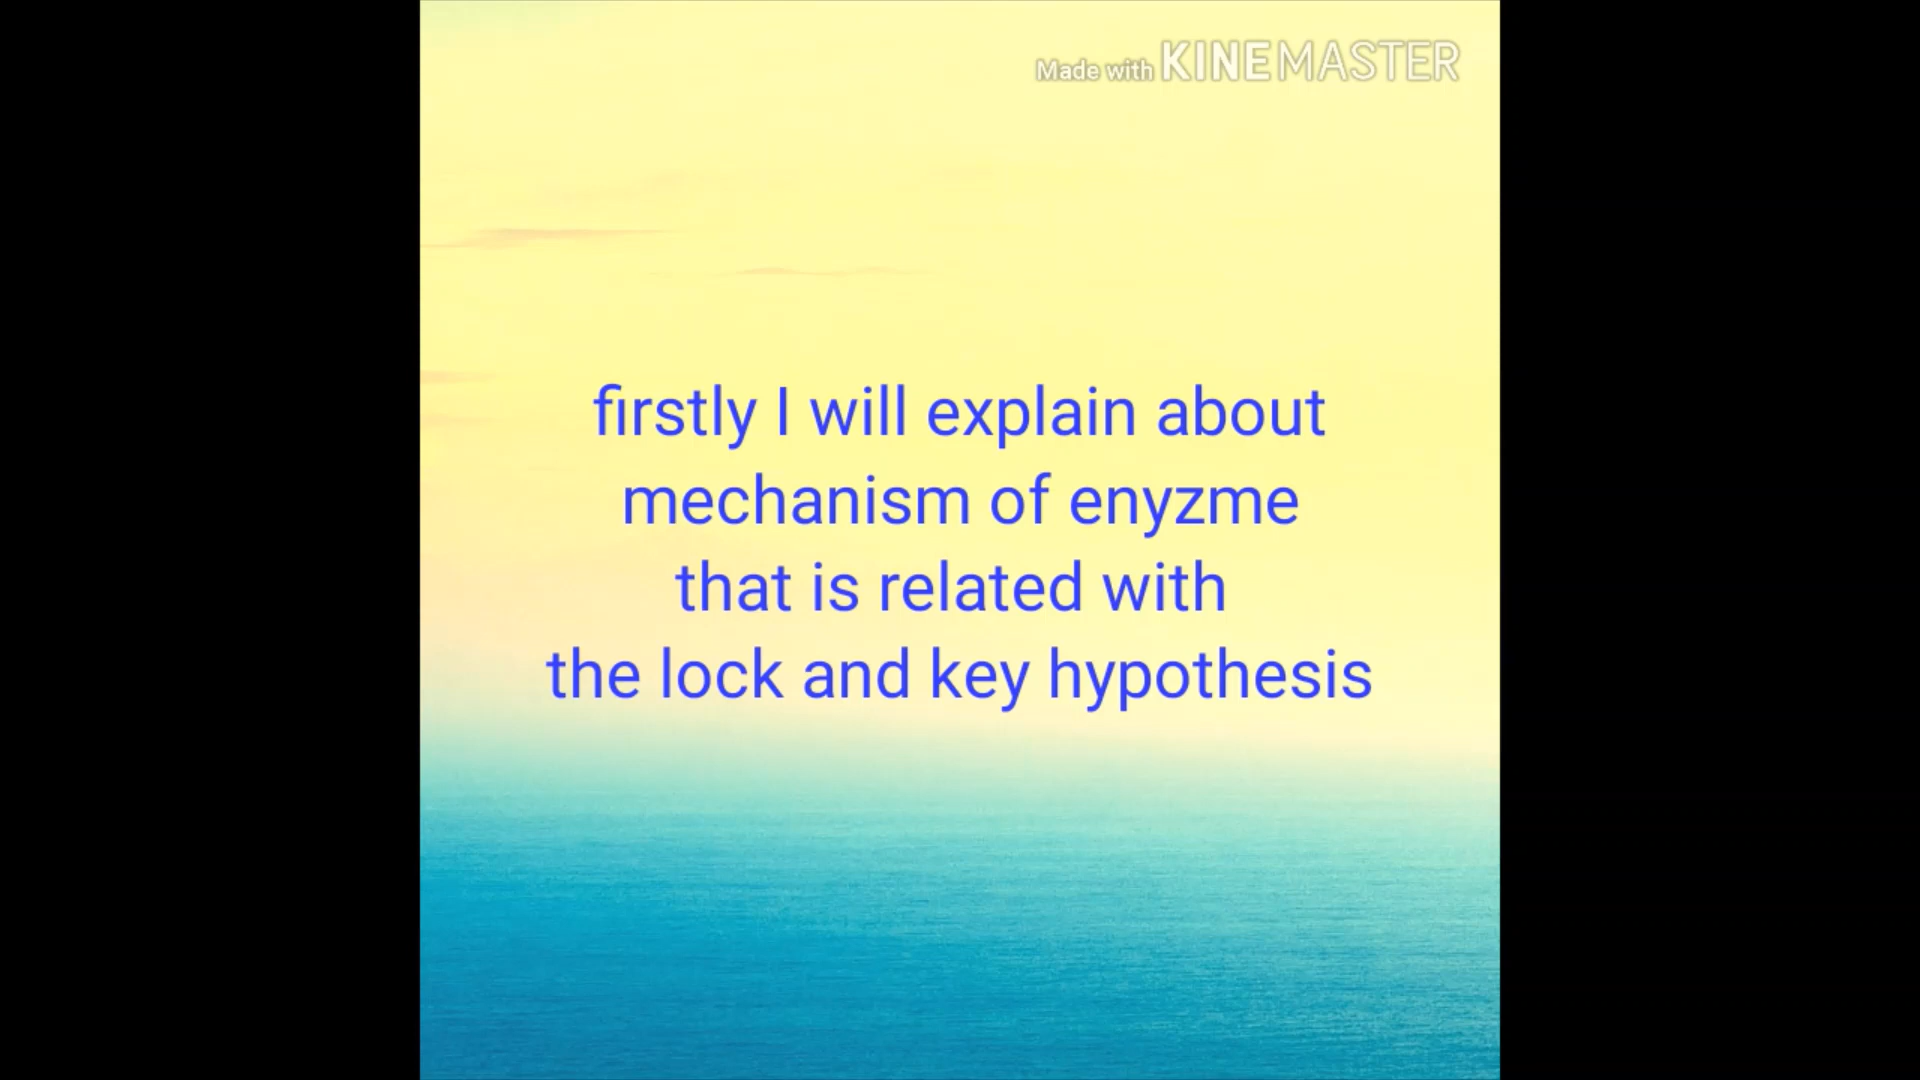 Made with KINEMASTER
firstly I will explain about
mechanism of enyzme
that is related with
the lock and key hypothesis